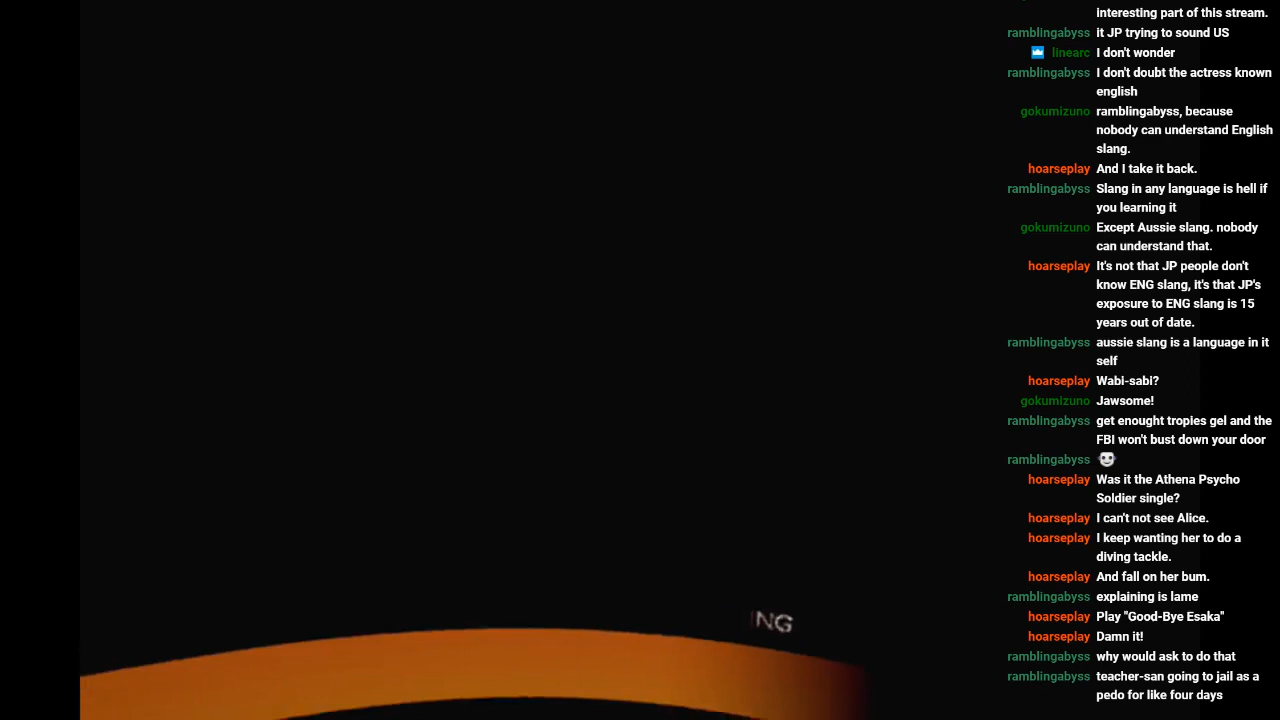 interesting part of this stream.
ramblingabyss it JP trying to sound US
linearc I don't wonder
ramblingabyss I don't doubt the actress known
english
gokumizuno ramblingabyss, because
nobody can understand English
slang.
hoarseplay And I take it back.
ramblingabyss Slang in any language is hell if
you learning it
gokumizuno Except Aussie slang. nobody
can understand that.
hoarseplay It's not that JP people don't
know ENG slang, it's that JP's
exposure to ENG slang is 15
years out of date.
ramblingabyss aussie slang is a language in it
self
hoarseplay Wabi-sabi?
gokumizuno Jawsome!
ramblingabyss get enought tropies gel and the
FBI won't bust down your door
ramblingabyss
hoarseplay Was it the Athena Psycho
Soldier single?
hoarseplay I can't not see Alice.
hoarseplay I keep wanting her to do a
diving tackle.
hoarseplay And fall on her bum.
ramblingabyss explaining is lame
ING
hoarseplay Play "Good-Bye Esaka"
hoarseplay Damn it!
ramblingabyss why would ask to do that
ramblingabyss teacher-san going to jail as a
pedo for like four days